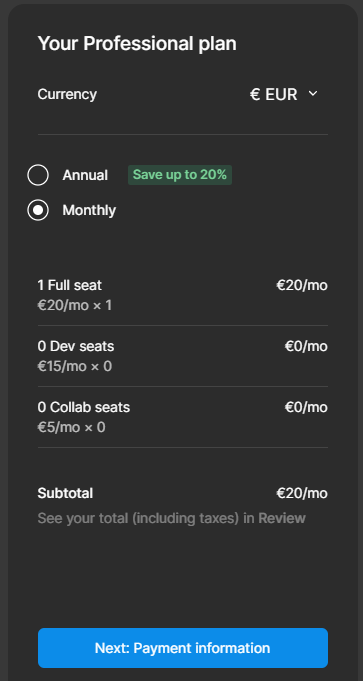 Your Professional plan
Currency € EUR
Annual Save up to 20%
Monthly
1 Full seat €20/mo
€20/mo × 1
0 Dev seats €0/mo
€15/mo × 0
0 Collab seats €0/mo
€5/mo × 0
Subtotal €20/mo
See your total (including taxes) in Review
Next: Payment information